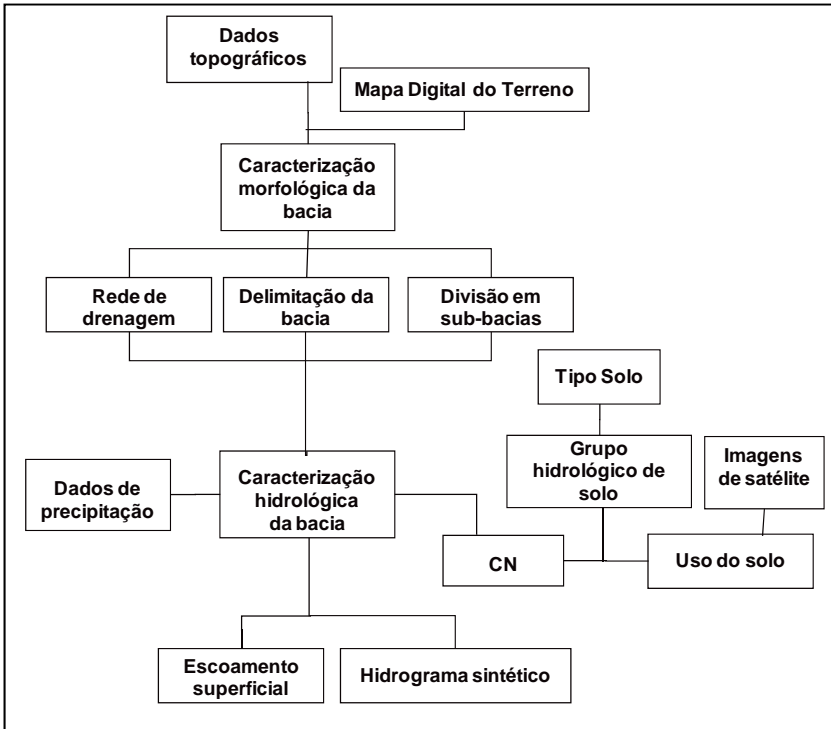 Dados
topográficos
Mapa Digital do Terreno
Caracterização
morfológica da
bacia
Rede de
drenagem
Delimitação da
bacia
Divisão em
sub-bacias
Tipo Solo
Grupo
hidrológico de
solo
Imagens
de satélite
Dados de
precipitação
Caracterização
hidrológica
da bacia
CN
Uso do solo
Escoamento
superficial
Hidrograma sintético